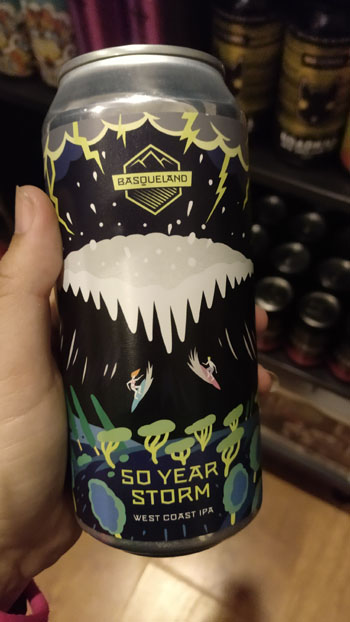 BASQUELAND
50 YEAR
STORM
WEST COAST IPA